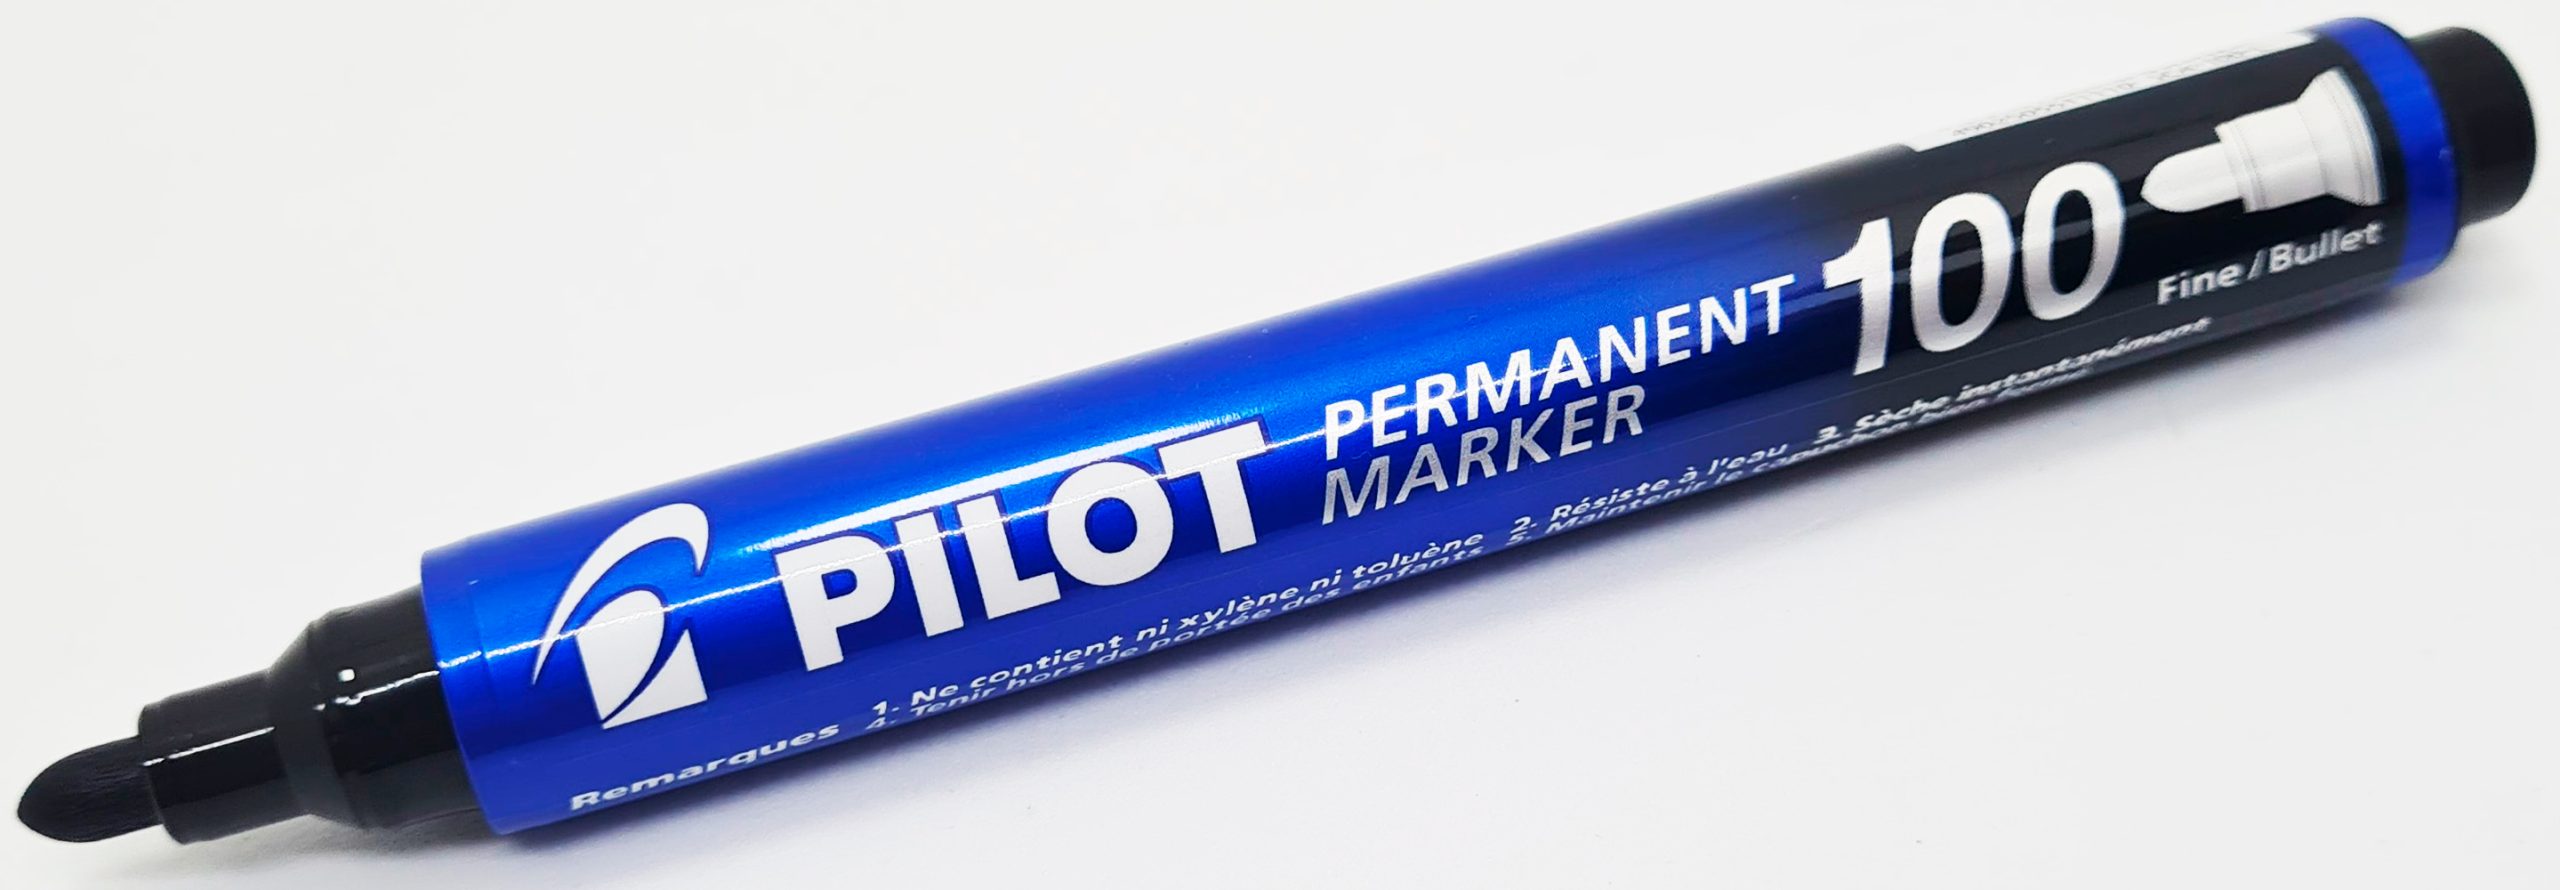 PILOT
PERMANENT
MARKER
100
Fine/Bullet
Remarques
1. Ne contient ni xylène ni toluène 2. Résiste à l'eau 3. Sèche instantanément
4. Tenir hors de portée des enfants 5. Maintenir le capuchon bien fermé